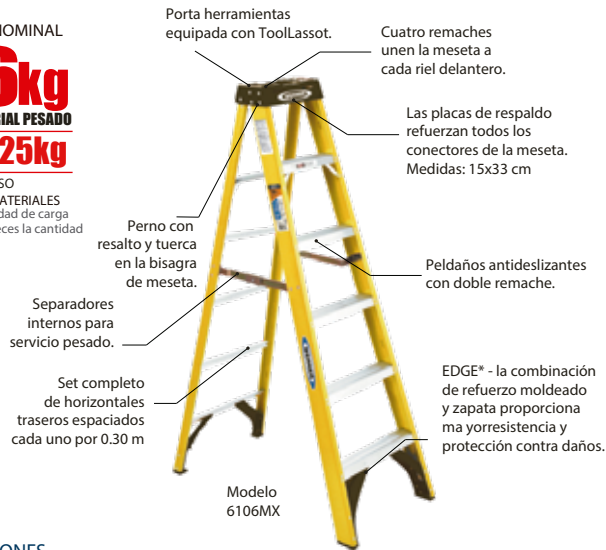 Porta herramientas
equipada con ToolLassot.
Cuatro remaches
unen la meseta a
cada riel delantero.
NOMINAL
6kg
IAL PESADO
25kg
SO
ATERIALES
dad de carga
eces la cantidad
Las placas de respaldo
refuerzan todos los
conectores de la meseta.
Medidas: 15x33 cm
Perno con
resalto y tuerca
en la bisagra
de meseta.
Peldaños antideslizantes
con doble remache.
Separadores
internos para
servicio pesado.
Set completo
de horizontales
traseros espaciados
cada uno por 0.30 m
EDGE* - la combinación
de refuerzo moldeado
y zapata proporciona
ma yorresistencia y
protección contra daños.
Modelo
6106MX
ONES